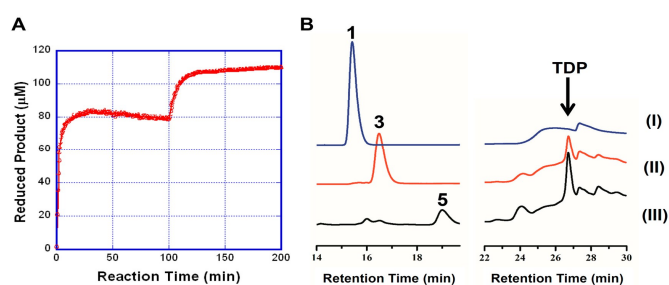 A
Reduced Product (µM)
120
100
80
60
40
20
0
0 50 100 150 200
Reaction Time (min)
B
1
3
5
14 16 18
Retention Time (min)
TDP
(I)
(II)
(III)
22 24 26 28 30
Retention Time (min)